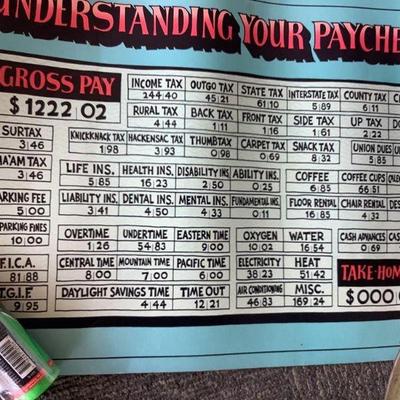 UNDERSTANDING YOUR PAYCHE
GROSS PAY
$1222 02
INCOME TAX OUTGO TAX STATE TAX INTERSTATE TAX COUNTY TAX
244 40 45 21 61 10 5 89 6 11
RURAL TAX BACK TAX FRONT TAX SIDE TAX UP TAX
4 44 1 11 1 16 1 61 2 22
SURTAX KNICKKNACK TAX HACKENSAC TAX THUMBTAX CARPET TAX SNACK TAX UNION DUES
3 46 1 98 3 93 0 98 0 69 8 32 5 85
MA'AM TAX LIFE INS. HEALTH INS. DISABILITY INS ABILITY INS. COFFEE COFFEE CUPS
3 46 5 85 16 23 2 50 0 25 6 85 66 51
PARKING FEE LIABILITY INS. DENTAL INS. MENTAL INS. FUNDAMENTAL INS. FLOOR RENTAL CHAIR RENTAL
5 00 3 41 4 50 4 33 0 11 16 85 4 32
PARKING FINES OVERTIME UNDERTIME EASTERN TIME OXYGEN WATER CASH ADVANCES
10 00 1 26 54 83 9 00 10 02 16 54 0 69
F.I.C.A. CENTRAL TIME MOUNTAIN TIME PACIFIC TIME ELECTRICITY HEAT TAKE-HOM
81 88 8 00 7 00 6 00 38 23 51 42
T.G.I.F. DAYLIGHT SAVINGS TIME TIME OUT AIR CONDITIONING MISC. $000
9 95 4 44 12 21 46 83 169 24